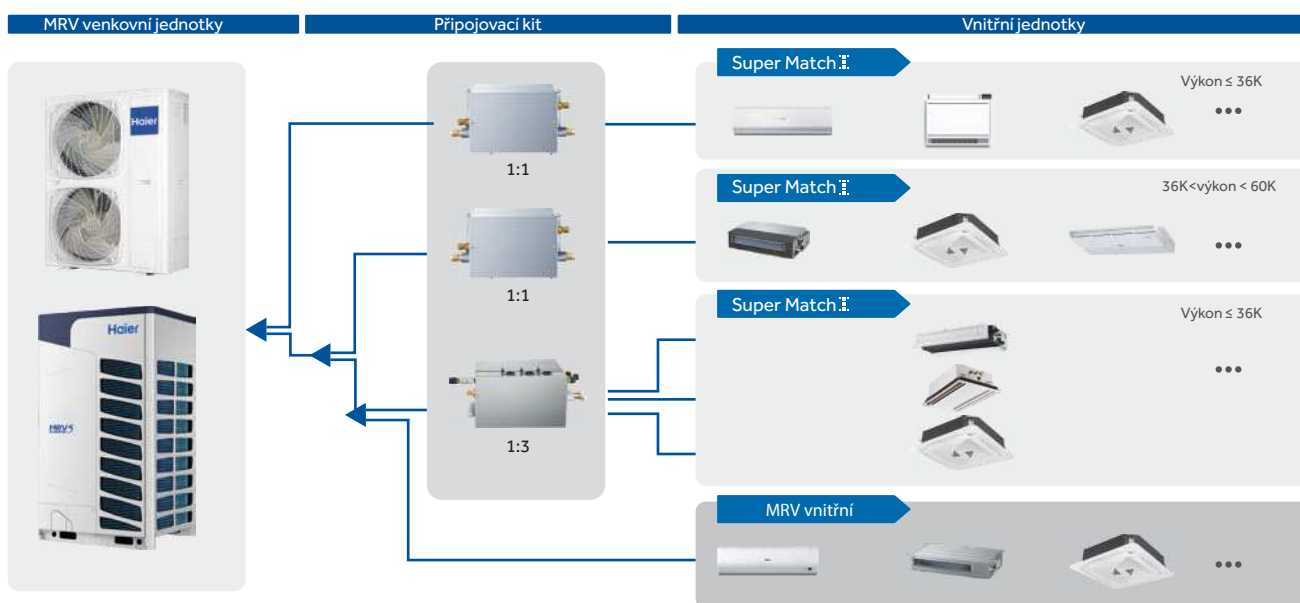 MRV venkovní jednotky
Připojovací kit
Vnitřní jednotky
Haier
Haier
MRV5
1:1
1:1
1:3
Super Match
Výkon ≤ 36K
Super Match
36K<výkon < 60K
Super Match
Výkon ≤ 36K
MRV vnitřní